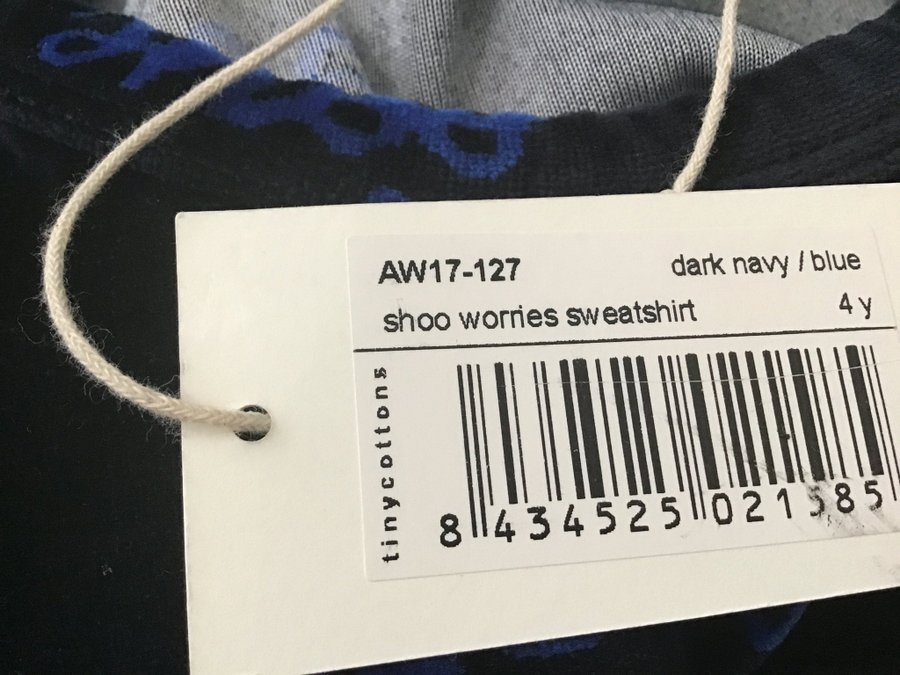 AW17-127 dark navy / blue
shoo worries sweatshirt 4 y
tinycottons
8 434525 021585